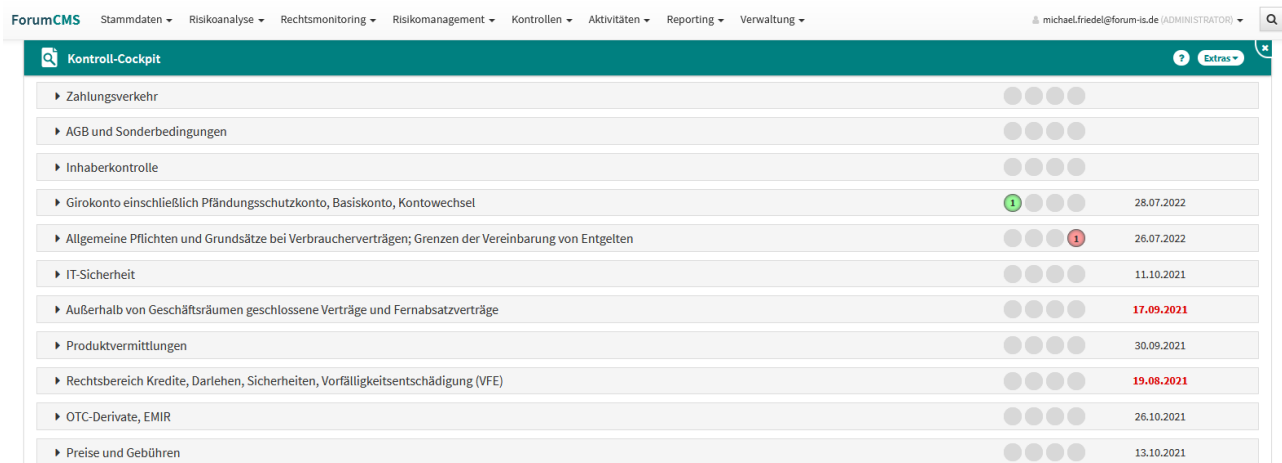 ForumCMS Stammdaten Risikoanalyse Rechtsmonitoring Risikomanagement Kontrollen Aktivitäten Reporting Verwaltung michael.friedel@forum-is.de (ADMINISTRATOR)
Kontroll-Cockpit ? Extras
Zahlungsverkehr
AGB und Sonderbedingungen
Inhaberkontrolle
Girokonto einschließlich Pfändungsschutzkonto, Basiskonto, Kontowechsel 1 28.07.2022
Allgemeine Pflichten und Grundsätze bei Verbraucherverträgen; Grenzen der Vereinbarung von Entgelten 1 26.07.2022
IT-Sicherheit 11.10.2021
Außerhalb von Geschäftsräumen geschlossene Verträge und Fernabsatzverträge 17.09.2021
Produktvermittlungen 30.09.2021
Rechtsbereich Kredite, Darlehen, Sicherheiten, Vorfälligkeitsentschädigung (VFE) 19.08.2021
OTC-Derivate, EMIR 26.10.2021
Preise und Gebühren 13.10.2021